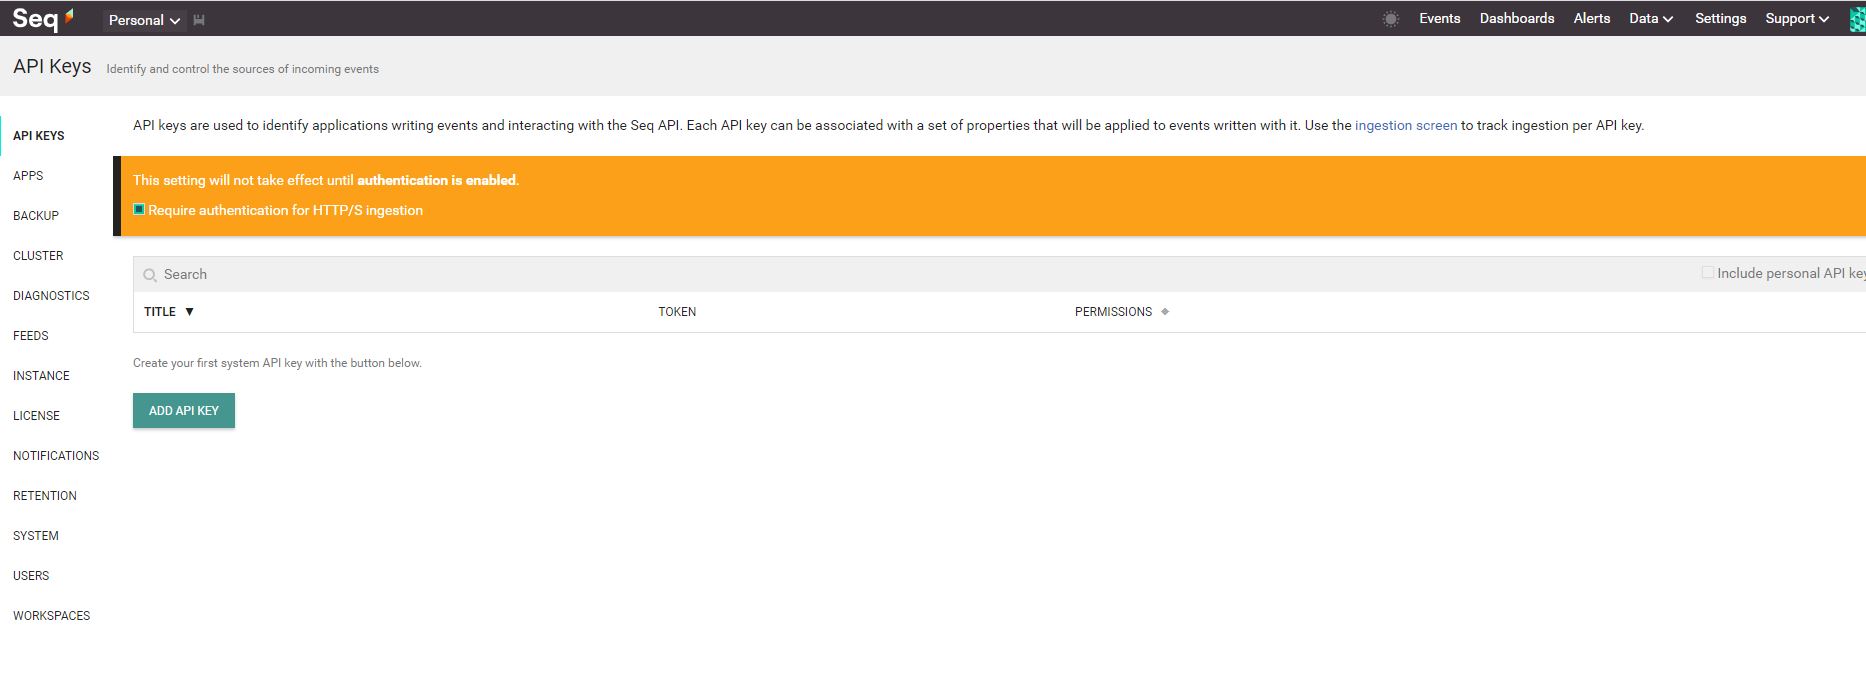 Seq Personal Events Dashboards Alerts Data Settings Support
API Keys Identify and control the sources of incoming events
API KEYS
APPS
BACKUP
CLUSTER
DIAGNOSTICS
FEEDS
INSTANCE
LICENSE
NOTIFICATIONS
RETENTION
SYSTEM
USERS
WORKSPACES
API keys are used to identify applications writing events and interacting with the Seq API. Each API key can be associated with a set of properties that will be applied to events written with it. Use the ingestion screen to track ingestion per API key.
This setting will not take effect until authentication is enabled.
Require authentication for HTTP/S ingestion
Search Include personal API key
TITLE ▼ TOKEN PERMISSIONS
Create your first system API key with the button below.
ADD API KEY